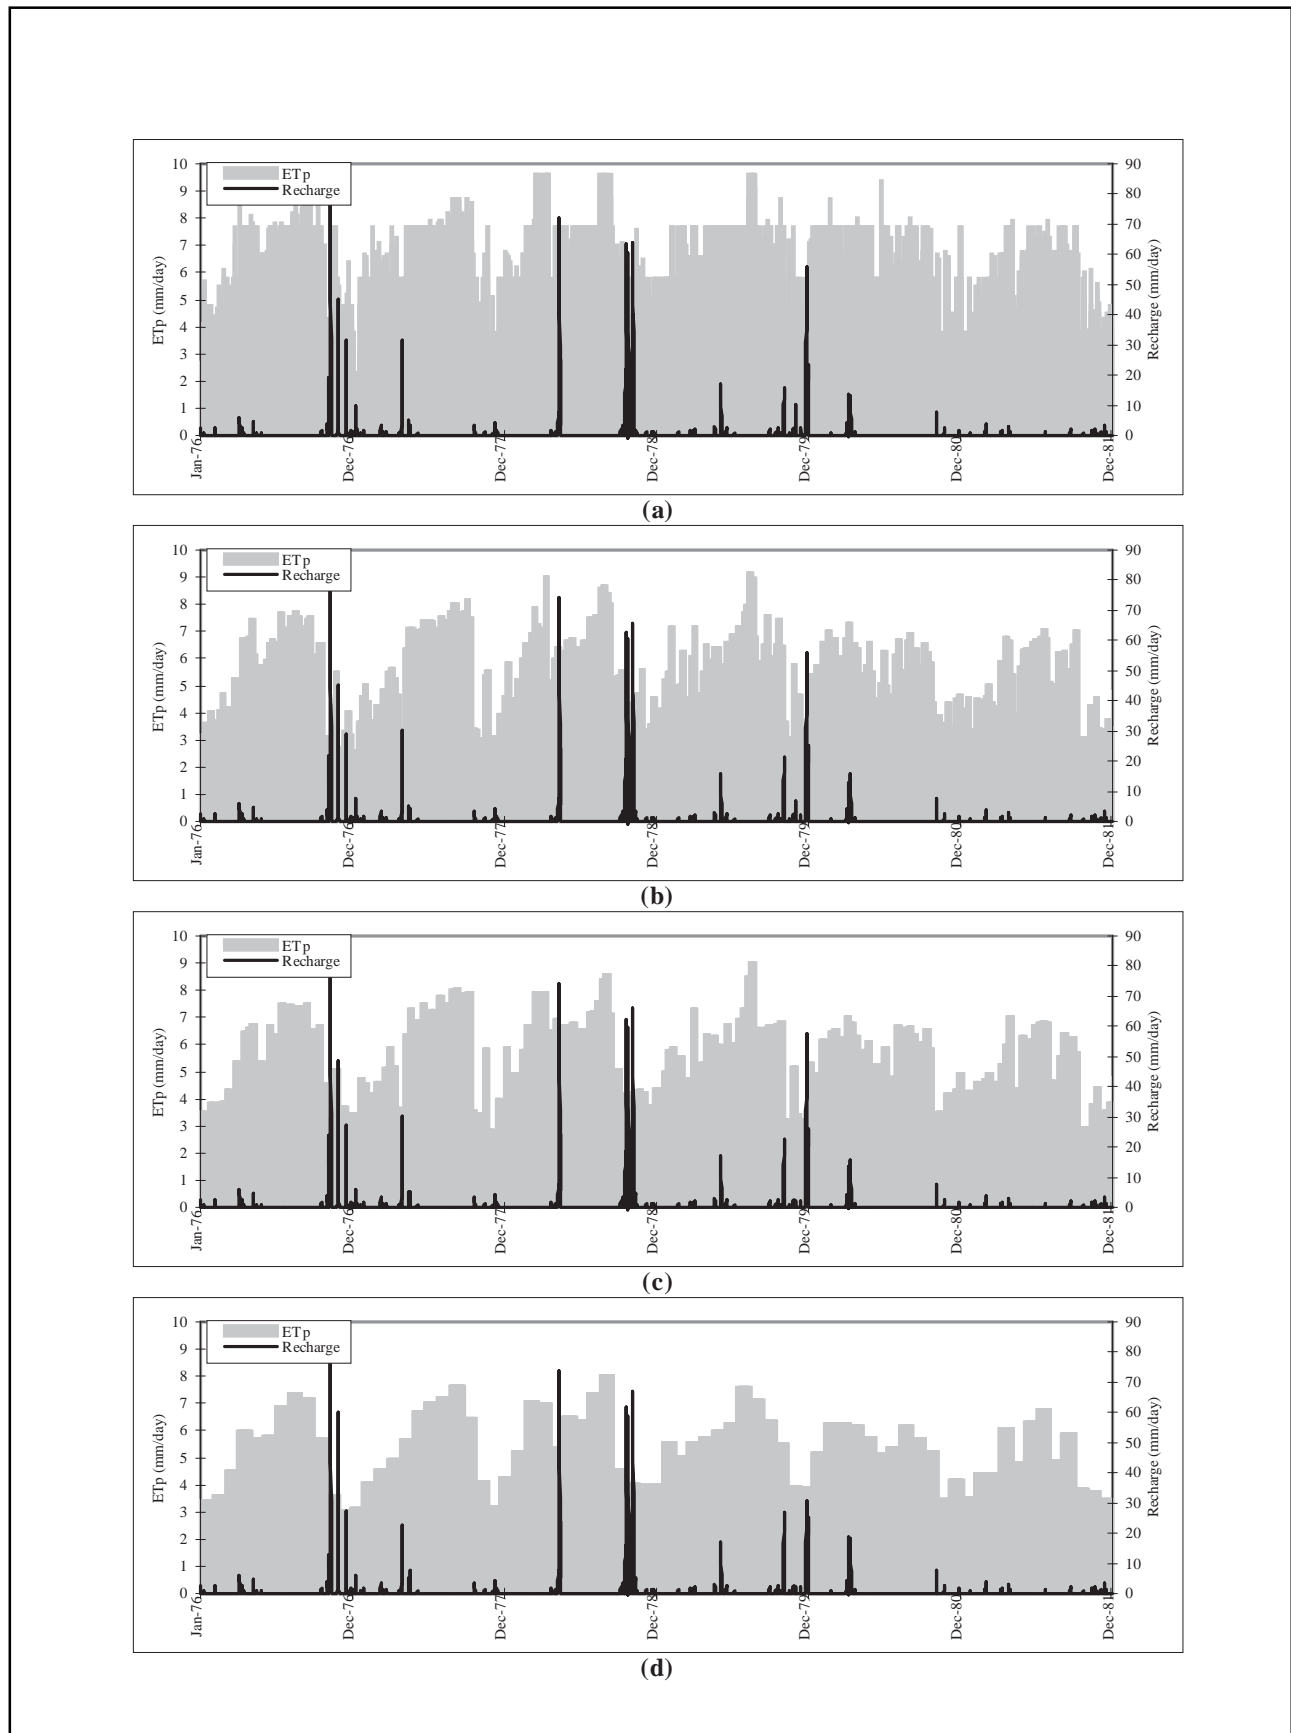 10
9
8
7
6
5
4
3
2
1
0
ETp (mm/day)
ETp
Recharge
90
80
70
60
50
40
30
20
10
0
Recharge (mm/day)
Jan-76
Dec-76
Dec-77
Dec-78
Dec-79
Dec-80
Dec-81
(a)
10
9
8
7
6
5
4
3
2
1
0
ETp (mm/day)
ETp
Recharge
90
80
70
60
50
40
30
20
10
0
Recharge (mm/day)
Jan-76
Dec-76
Dec-77
Dec-78
Dec-79
Dec-80
Dec-81
(b)
10
9
8
7
6
5
4
3
2
1
0
ETp (mm/day)
ETp
Recharge
90
80
70
60
50
40
30
20
10
0
Recharge (mm/day)
Jan-76
Dec-76
Dec-77
Dec-78
Dec-79
Dec-80
Dec-81
(c)
10
9
8
7
6
5
4
3
2
1
0
ETp (mm/day)
ETp
Recharge
90
80
70
60
50
40
30
20
10
0
Recharge (mm/day)
Jan-76
Dec-76
Dec-77
Dec-78
Dec-79
Dec-80
Dec-81
(d)